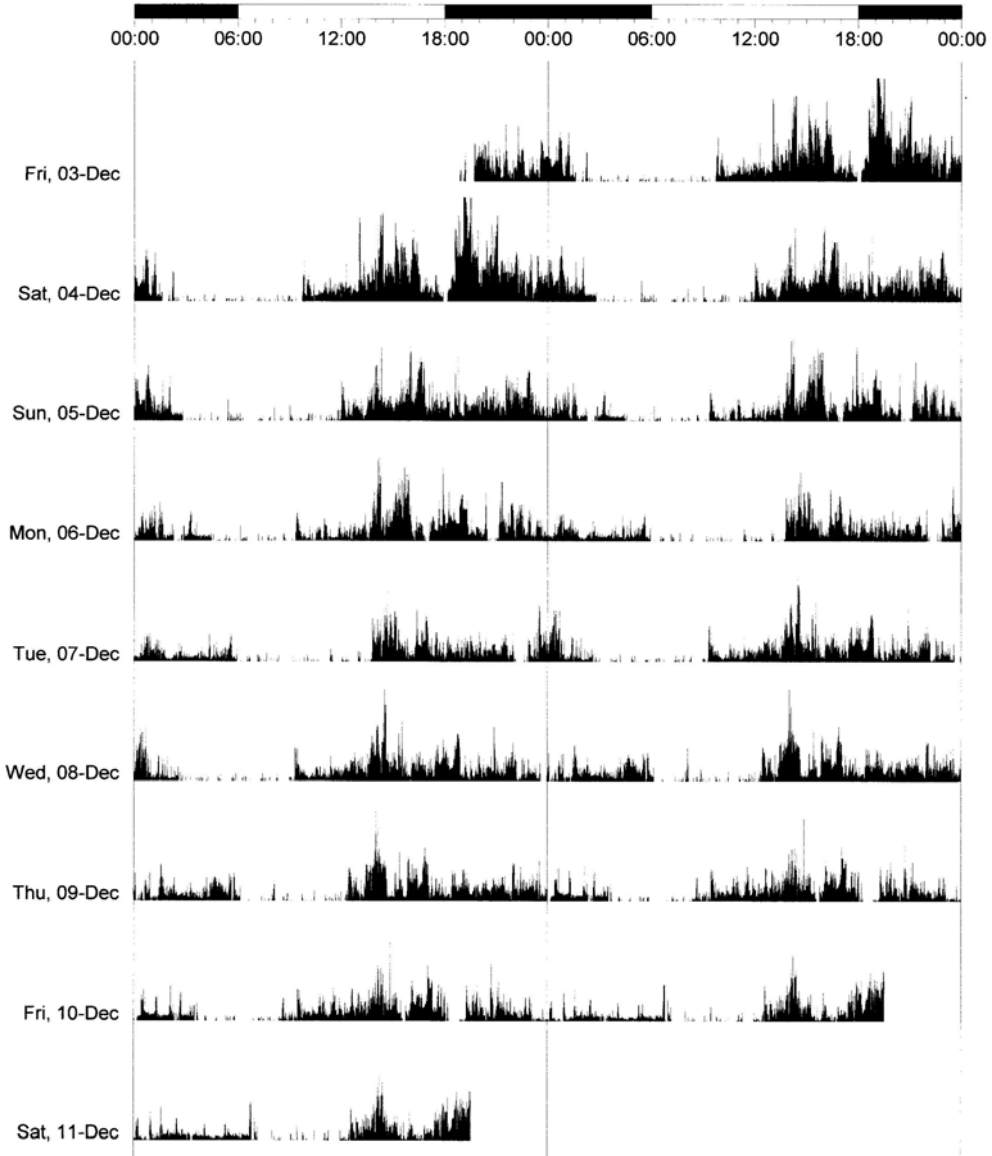 00:00 06:00 12:00 18:00 00:00 06:00 12:00 18:00 00:00
Fri, 03-Dec
Sat, 04-Dec
Sun, 05-Dec
Mon, 06-Dec
Tue, 07-Dec
Wed, 08-Dec
Thu, 09-Dec
Fri, 10-Dec
Sat, 11-Dec